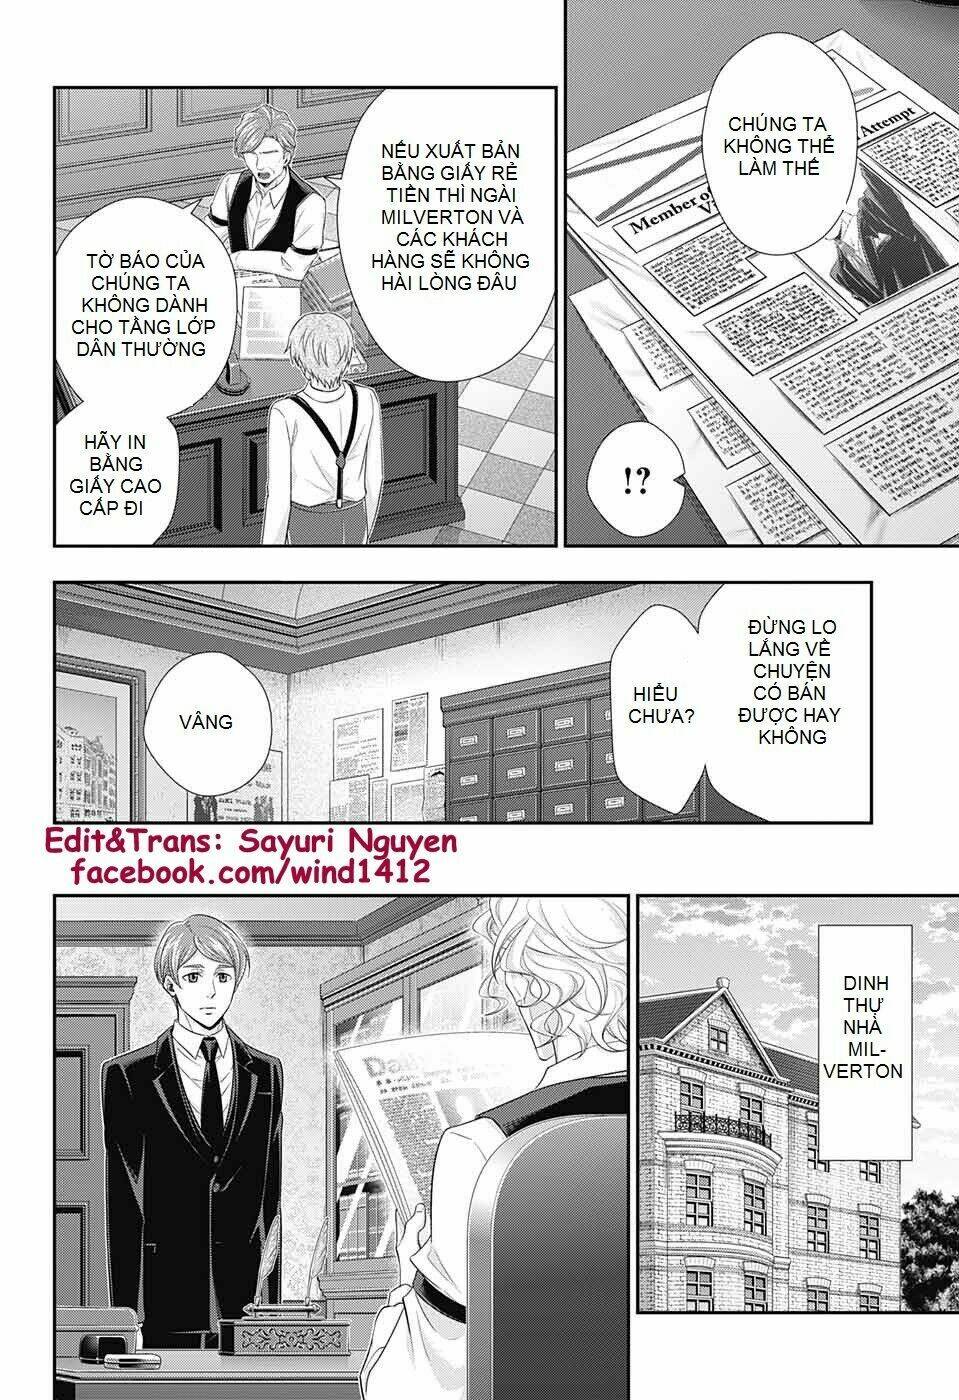 CHÚNG TA
KHÔNG THỂ
LÀM THẾ
Attempt
Member of
!?
NẾU XUẤT BẢN
BẰNG GIẤY RẺ
TIỀN THÌ NGÀI
MILVERTON VÀ
CÁC KHÁCH
HÀNG SẼ KHÔNG
HÀI LÒNG ĐÂU
TỜ BÁO CỦA
CHÚNG TA
KHÔNG DÀNH
CHO TẦNG LỚP
DÂN THƯỜNG
HÃY IN
BẰNG
GIẤY CAO
CẤP ĐI
ĐỪNG LO
LẮNG VỀ
CHUYỆN
CÓ BÁN
ĐƯỢC HAY
KHÔNG
HIỂU
CHƯA?
VÂNG
Edit&Trans: Sayuri Nguyen
facebook.com/wind1412
DINH
THỰ
NHÀ
MIL-
VERTON